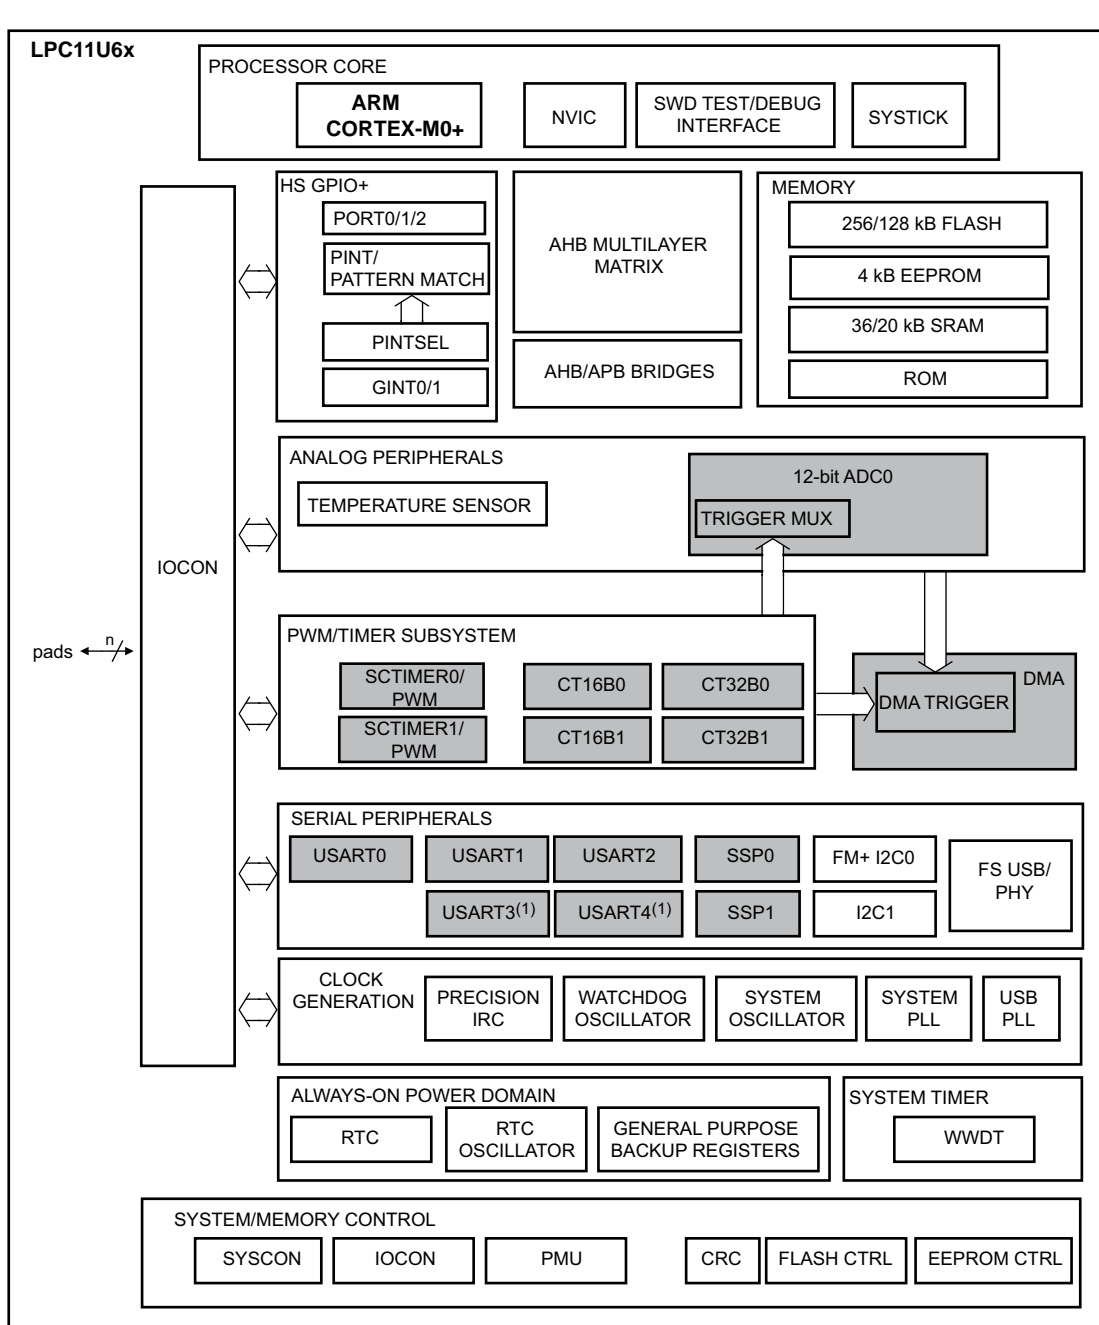 LPC11U6x
PROCESSOR CORE
ARM
CORTEX-M0+
NVIC
SWD TEST/DEBUG
INTERFACE
SYSTICK
HS GPIO+
PORT0/1/2
PINT/
PATTERN MATCH
PINTSEL
GINT0/1
AHB MULTILAYER
MATRIX
AHB/APB BRIDGES
MEMORY
256/128 kB FLASH
4 kB EEPROM
36/20 kB SRAM
ROM
IOCON
pads
n
ANALOG PERIPHERALS
TEMPERATURE SENSOR
12-bit ADC0
TRIGGER MUX
PWM/TIMER SUBSYSTEM
SCTIMER0/
PWM
CT16B0
CT32B0
SCTIMER1/
PWM
CT16B1
CT32B1
DMA
DMA TRIGGER
SERIAL PERIPHERALS
USART0
USART1
USART2
SSP0
FM+ I2C0
FS USB/
PHY
USART3(1)
USART4(1)
SSP1
I2C1
CLOCK
GENERATION
PRECISION
IRC
WATCHDOG
OSCILLATOR
SYSTEM
OSCILLATOR
SYSTEM
PLL
USB
PLL
ALWAYS-ON POWER DOMAIN
RTC
RTC
OSCILLATOR
GENERAL PURPOSE
BACKUP REGISTERS
SYSTEM TIMER
WWDT
SYSTEM/MEMORY CONTROL
SYSCON
IOCON
PMU
CRC
FLASH CTRL
EEPROM CTRL